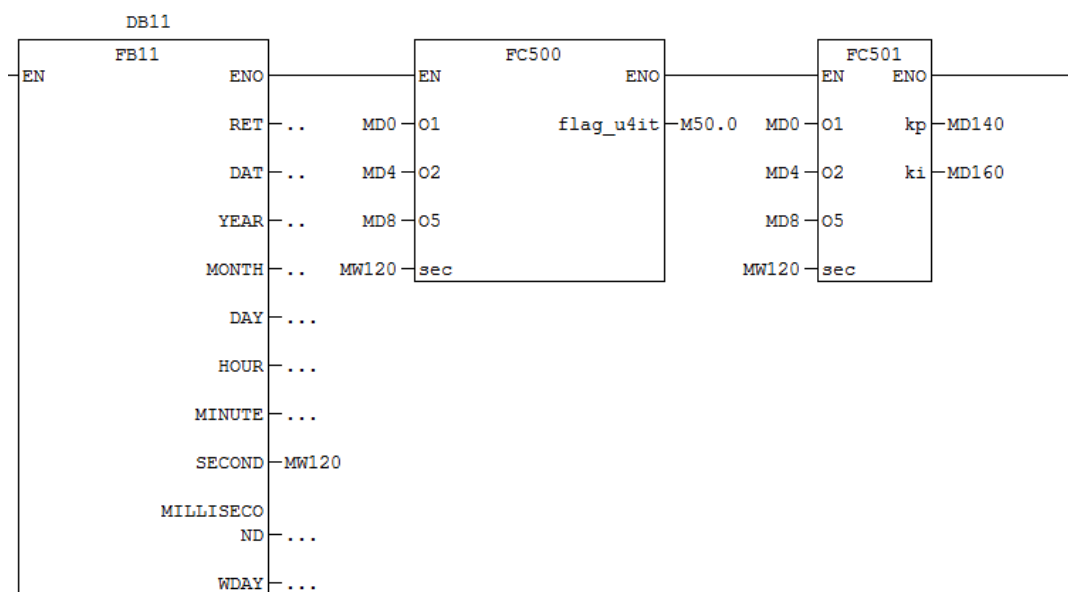 DB11
FB11
EN ENO
RET ..
DAT ..
YEAR ..
MONTH ..
DAY ...
HOUR ...
MINUTE ...
SECOND MW120
MILLISECO
ND ...
WDAY ...
FC500
EN ENO
MD0 O1 flag_u4it M50.0
MD4 O2
MD8 O5
MW120 sec
FC501
EN ENO
MD0 O1 kp MD140
MD4 O2 ki MD160
MD8 O5
MW120 sec